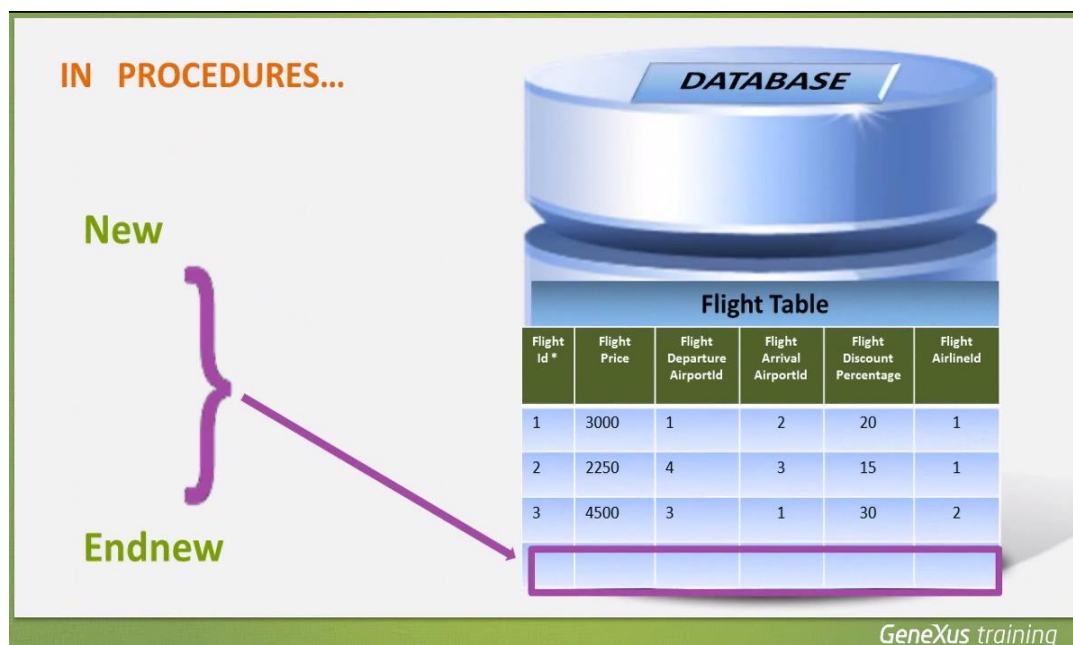 IN PROCEDURES...
DATABASE
New
Endnew
Flight Table
Flight Id * Flight Price Flight Departure AirportId Flight Arrival AirportId Flight Discount Percentage Flight AirlineId
1 3000 1 2 20 1
2 2250 4 3 15 1
3 4500 3 1 30 2
GeneXus training